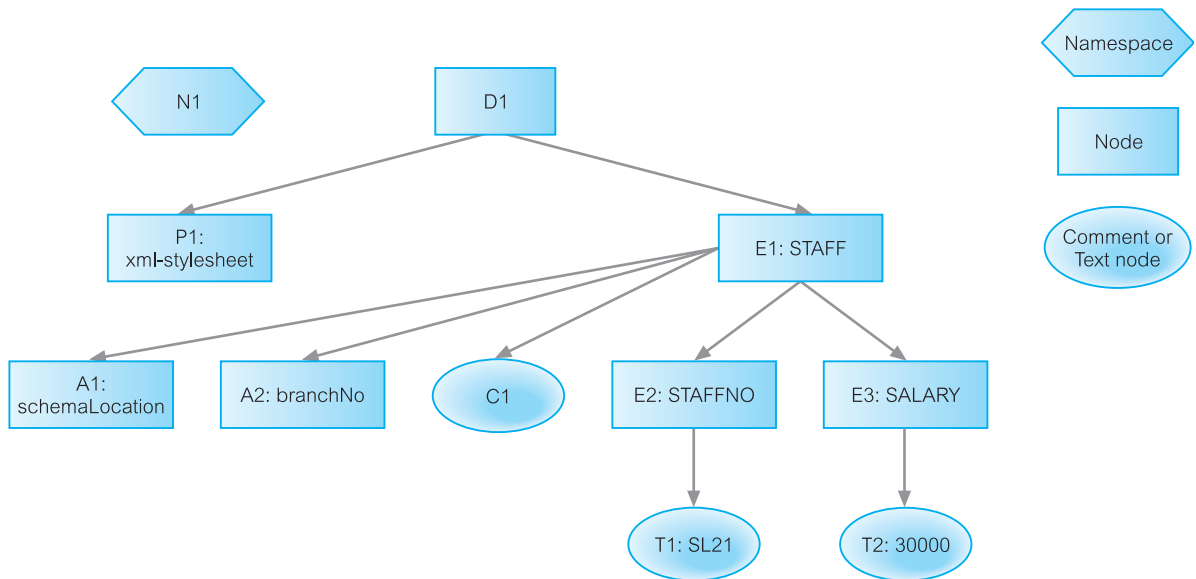 Namespace
N1
D1
Node
P1:
xml-stylesheet
E1: STAFF
Comment or
Text node
A1:
schemaLocation
A2: branchNo
C1
E2: STAFFNO
E3: SALARY
T1: SL21
T2: 30000